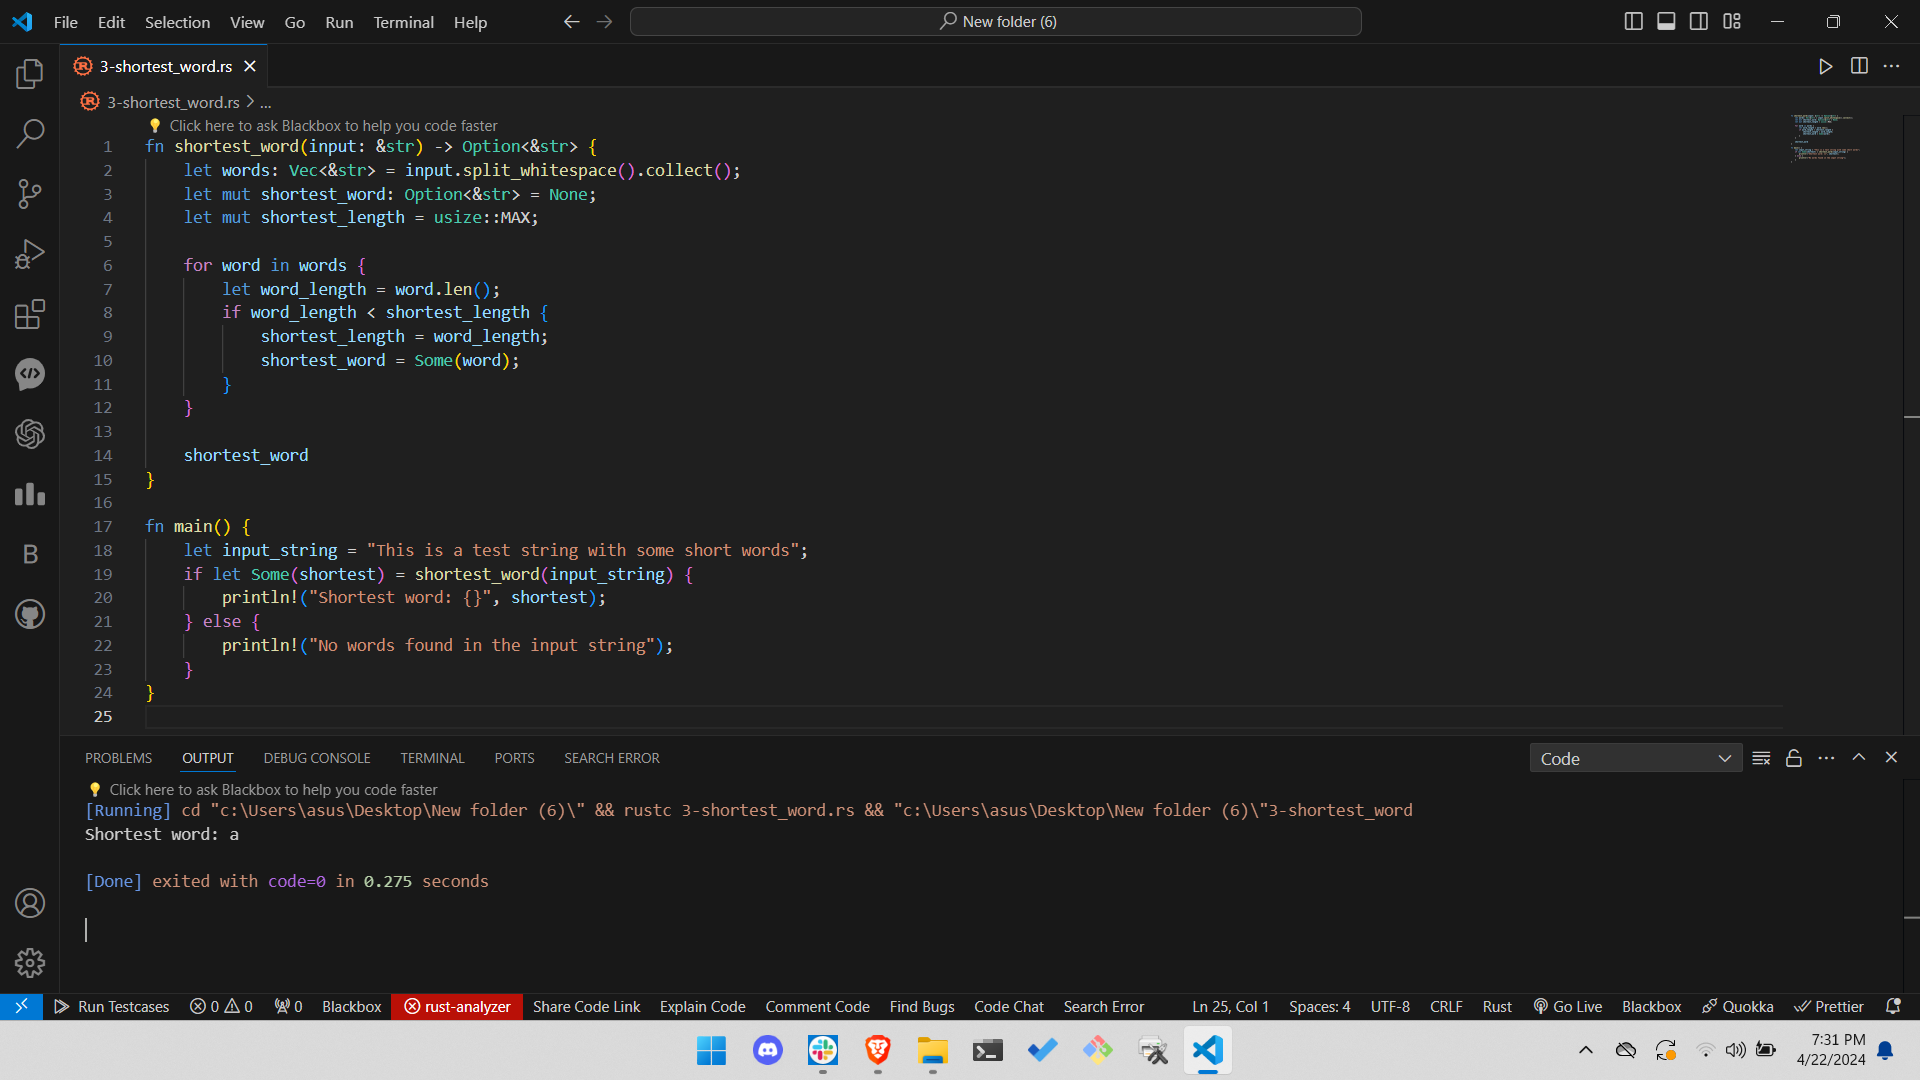 File Edit Selection View Go Run Terminal Help New folder (6)
3-shortest_word.rs
3-shortest_word.rs > ...
Click here to ask Blackbox to help you code faster
1 fn shortest_word(input: &str) -> Option<&str> {
2     let words: Vec<&str> = input.split_whitespace().collect();
3     let mut shortest_word: Option<&str> = None;
4     let mut shortest_length = usize::MAX;
5
6     for word in words {
7         let word_length = word.len();
8         if word_length < shortest_length {
9             shortest_length = word_length;
10             shortest_word = Some(word);
11         }
12     }
13
14     shortest_word
15 }
16
17 fn main() {
18     let input_string = "This is a test string with some short words";
19     if let Some(shortest) = shortest_word(input_string) {
20         println!("Shortest word: {}", shortest);
21     } else {
22         println!("No words found in the input string");
23     }
24 }
25
PROBLEMS OUTPUT DEBUG CONSOLE TERMINAL PORTS SEARCH ERROR Code
Click here to ask Blackbox to help you code faster
[Running] cd "c:\Users\asus\Desktop\New folder (6)\" && rustc 3-shortest_word.rs && "c:\Users\asus\Desktop\New folder (6)\"3-shortest_word
Shortest word: a
[Done] exited with code=0 in 0.275 seconds
B
Run Testcases 0 0 0 Blackbox rust-analyzer Share Code Link Explain Code Comment Code Find Bugs Code Chat Search Error Ln 25, Col 1 Spaces: 4 UTF-8 CRLF Rust Go Live Blackbox Quokka Prettier
7:31 PM
4/22/2024